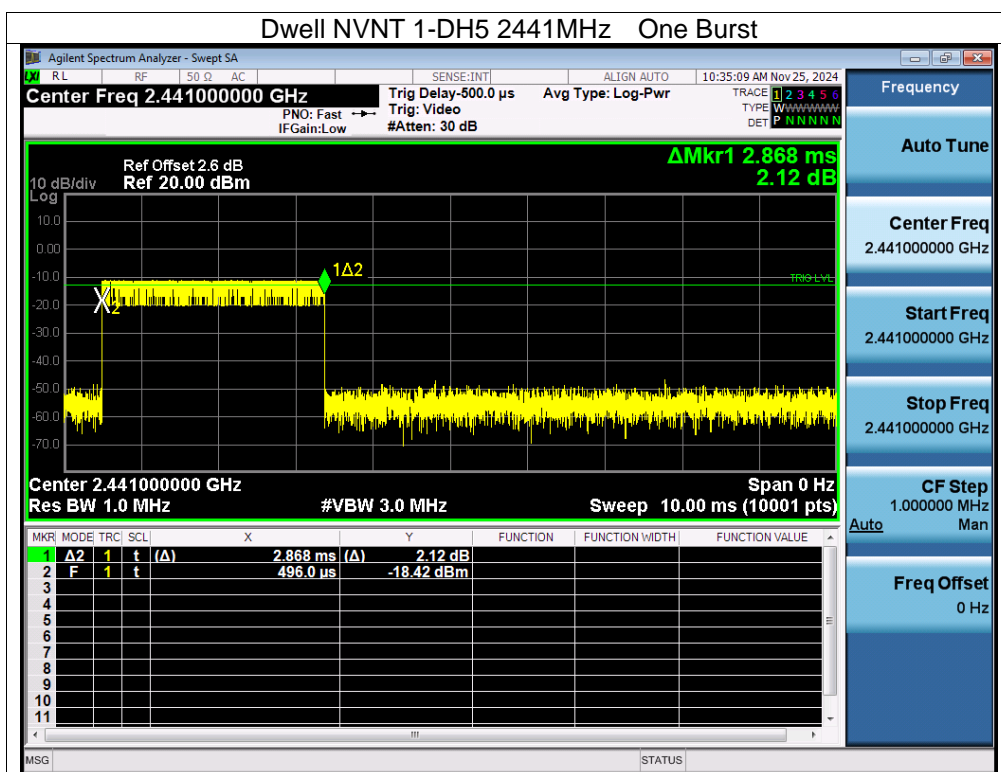 Dwell NVNT 1-DH5 2441MHz One Burst
Agilent Spectrum Analyzer - Swept SA
LXI RL RF 50 Ω AC SENSE:INT ALIGN AUTO 10:35:09 AM Nov 25, 2024
Center Freq 2.441000000 GHz Trig Delay-500.0 µs Avg Type: Log-Pwr TRACE 1 2 3 4 5 6
PNO: Fast Trig: Video TYPE WWWWWW
IFGain:Low #Atten: 30 dB DET P N N N N N
ΔMkr1 2.868 ms
2.12 dB
Ref Offset 2.6 dB
10 dB/div Ref 20.00 dBm
Log
10.0
0.00
-10.0
-20.0
-30.0
-40.0
-50.0
-60.0
-70.0
1Δ2
TRIG LVL
2
Center 2.441000000 GHz Span 0 Hz
Res BW 1.0 MHz #VBW 3.0 MHz Sweep 10.00 ms (10001 pts)
MKR MODE TRC SCL X Y FUNCTION FUNCTION WIDTH FUNCTION VALUE
1 Δ2 1 t (Δ) 2.868 ms (Δ) 2.12 dB
2 F 1 t 496.0 µs -18.42 dBm
3
4
5
6
7
8
9
10
11
MSG STATUS
Frequency
Auto Tune
Center Freq
2.441000000 GHz
Start Freq
2.441000000 GHz
Stop Freq
2.441000000 GHz
CF Step
1.000000 MHz
Auto Man
Freq Offset
0 Hz